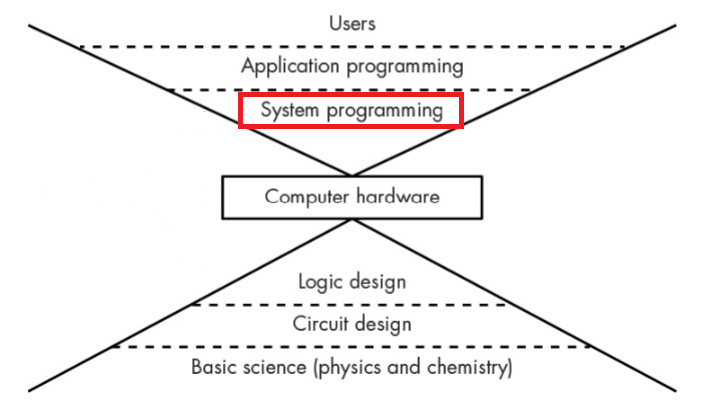 Users
Application programming
System programming
Computer hardware
Logic design
Circuit design
Basic science (physics and chemistry)